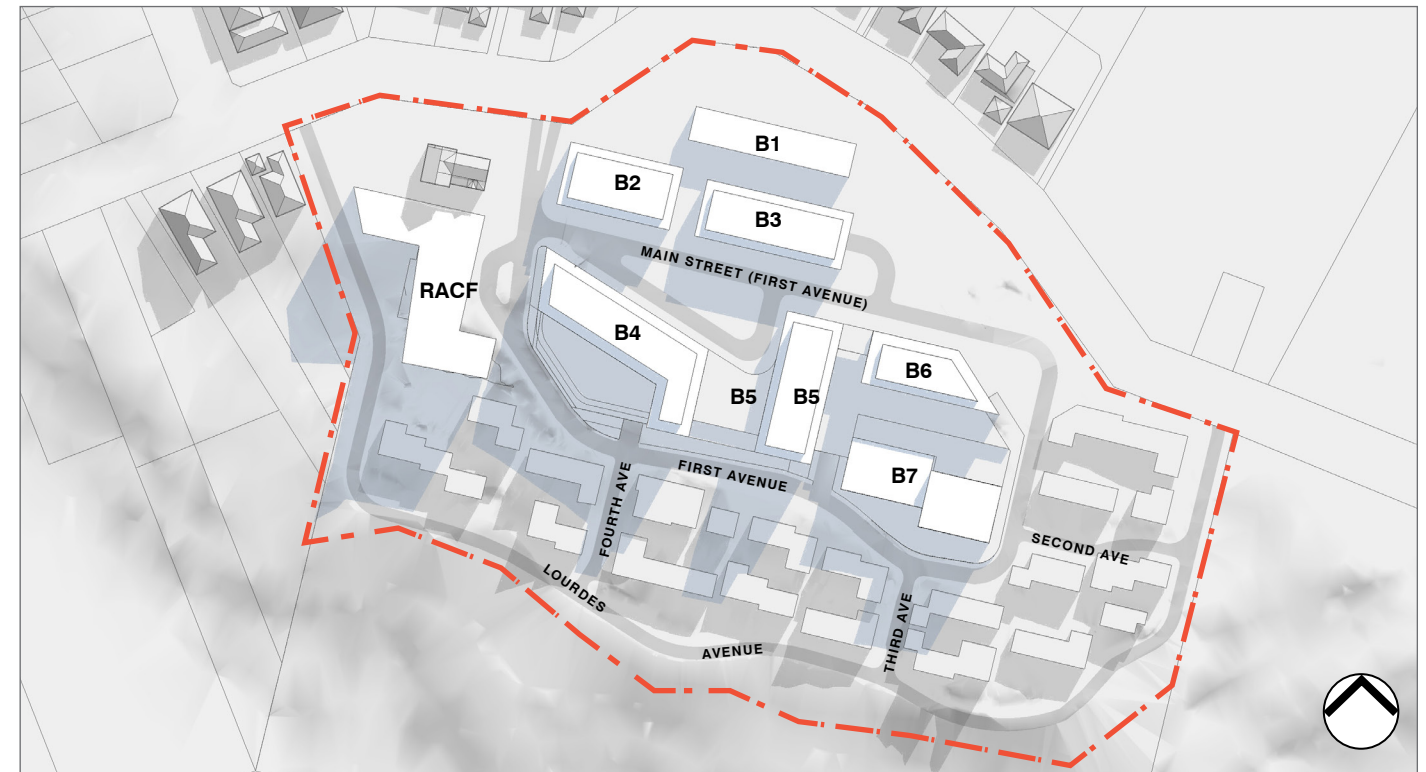 B1
B2
B3
MAIN STREET (FIRST AVENUE)
RACF
B4
B6
B5
B5
FIRST AVENUE
B7
FOURTH AVE
SECOND AVE
LOURDES
AVENUE
THIRD AVE